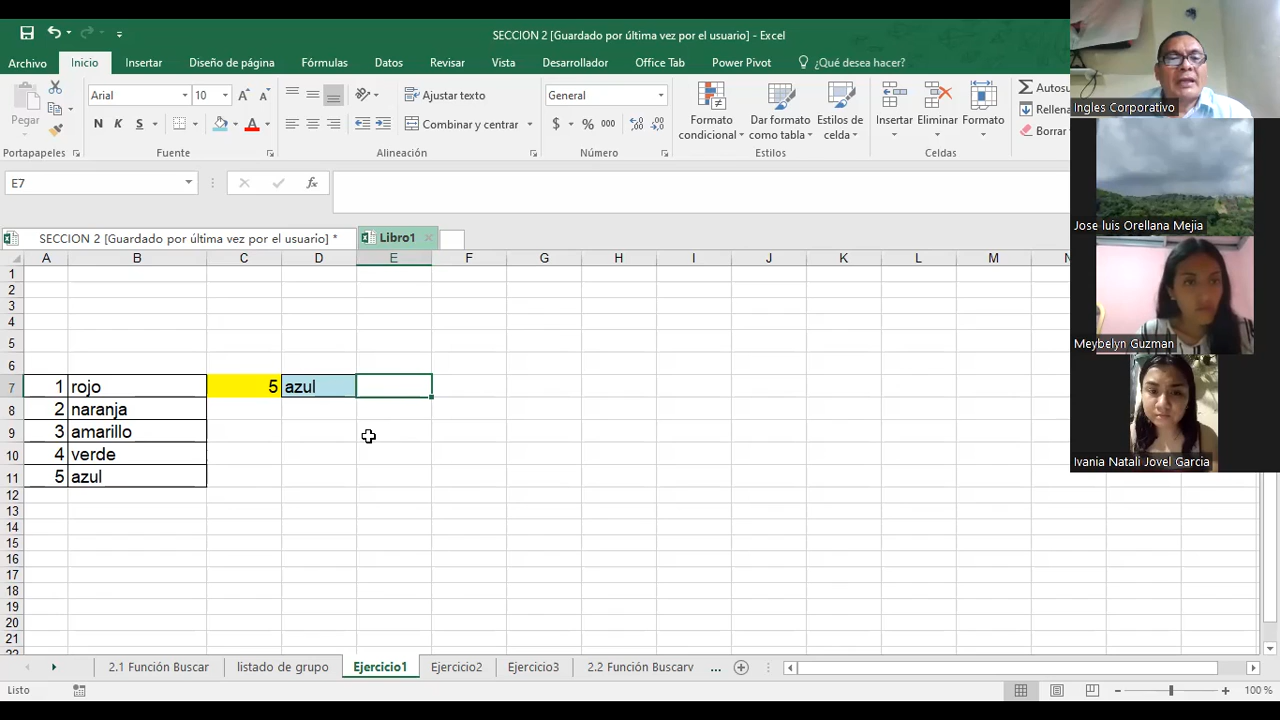 SECCION 2 [Guardado por última vez por el usuario] - Excel
Archivo Inicio Insertar Diseño de página Fórmulas Datos Revisar Vista Desarrollador Office Tab Power Pivot ¿Qué desea hacer?
Pegar
Arial 10
N K S
Ajustar texto
Combinar y centrar
General
$ % 000
Formato condicional
Dar formato como tabla
Estilos de celda
Insertar Eliminar Formato
Autosu
Rellena
Borrar
Portapapeles Fuente Alineación Número Estilos Celdas
E7 fx
SECCION 2 [Guardado por última vez por el usuario] * Libro1
A B C D E F G H I J K L M N
1
2
3
4
5
6
7 1 rojo 5 azul
8 2 naranja
9 3 amarillo
10 4 verde
11 5 azul
12
13
14
15
16
17
18
19
20
21
22
2.1 Función Buscar listado de grupo Ejercicio1 Ejercicio2 Ejercicio3 2.2 Función Buscarv ...
Listo 100 %
Ingles Corporativo
Jose luis Orellana Mejia
Meybelyn Guzman
Ivania Natali Jovel Garcia